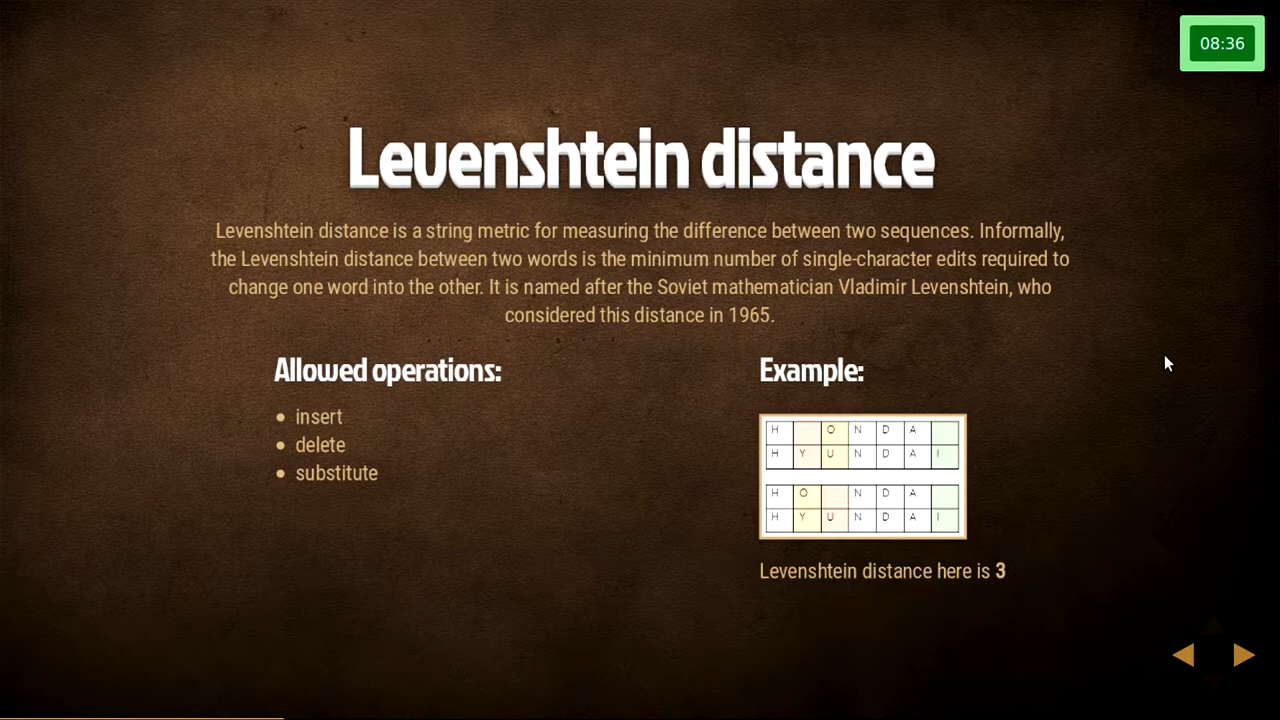 08:36
Levenshtein distance
Levenshtein distance is a string metric for measuring the difference between two sequences. Informally,
the Levenshtein distance between two words is the minimum number of single-character edits required to
change one word into the other. It is named after the Soviet mathematician Vladimir Levenshtein, who
considered this distance in 1965.
Allowed operations:
• insert
• delete
• substitute
Example:
H O N D A
H Y U N D A I
H O N D A
H Y U N D A I
Levenshtein distance here is 3